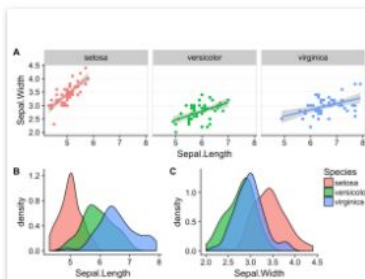 A
setosa
versicolor
virginica
Sepal.Width
4.5
4.0
3.5
3.0
2.5
2.0
5 6 7 8 5 6 7 8 5 6 7 8
Sepal.Length
B
C
density
1.2
0.8
0.4
0.0
5 6 7 8
Sepal.Length
density
1.2
0.8
0.4
0.0
2.0 2.5 3.0 3.5 4.0 4.5
Sepal.Width
Species
setosa
versicolor
virginica